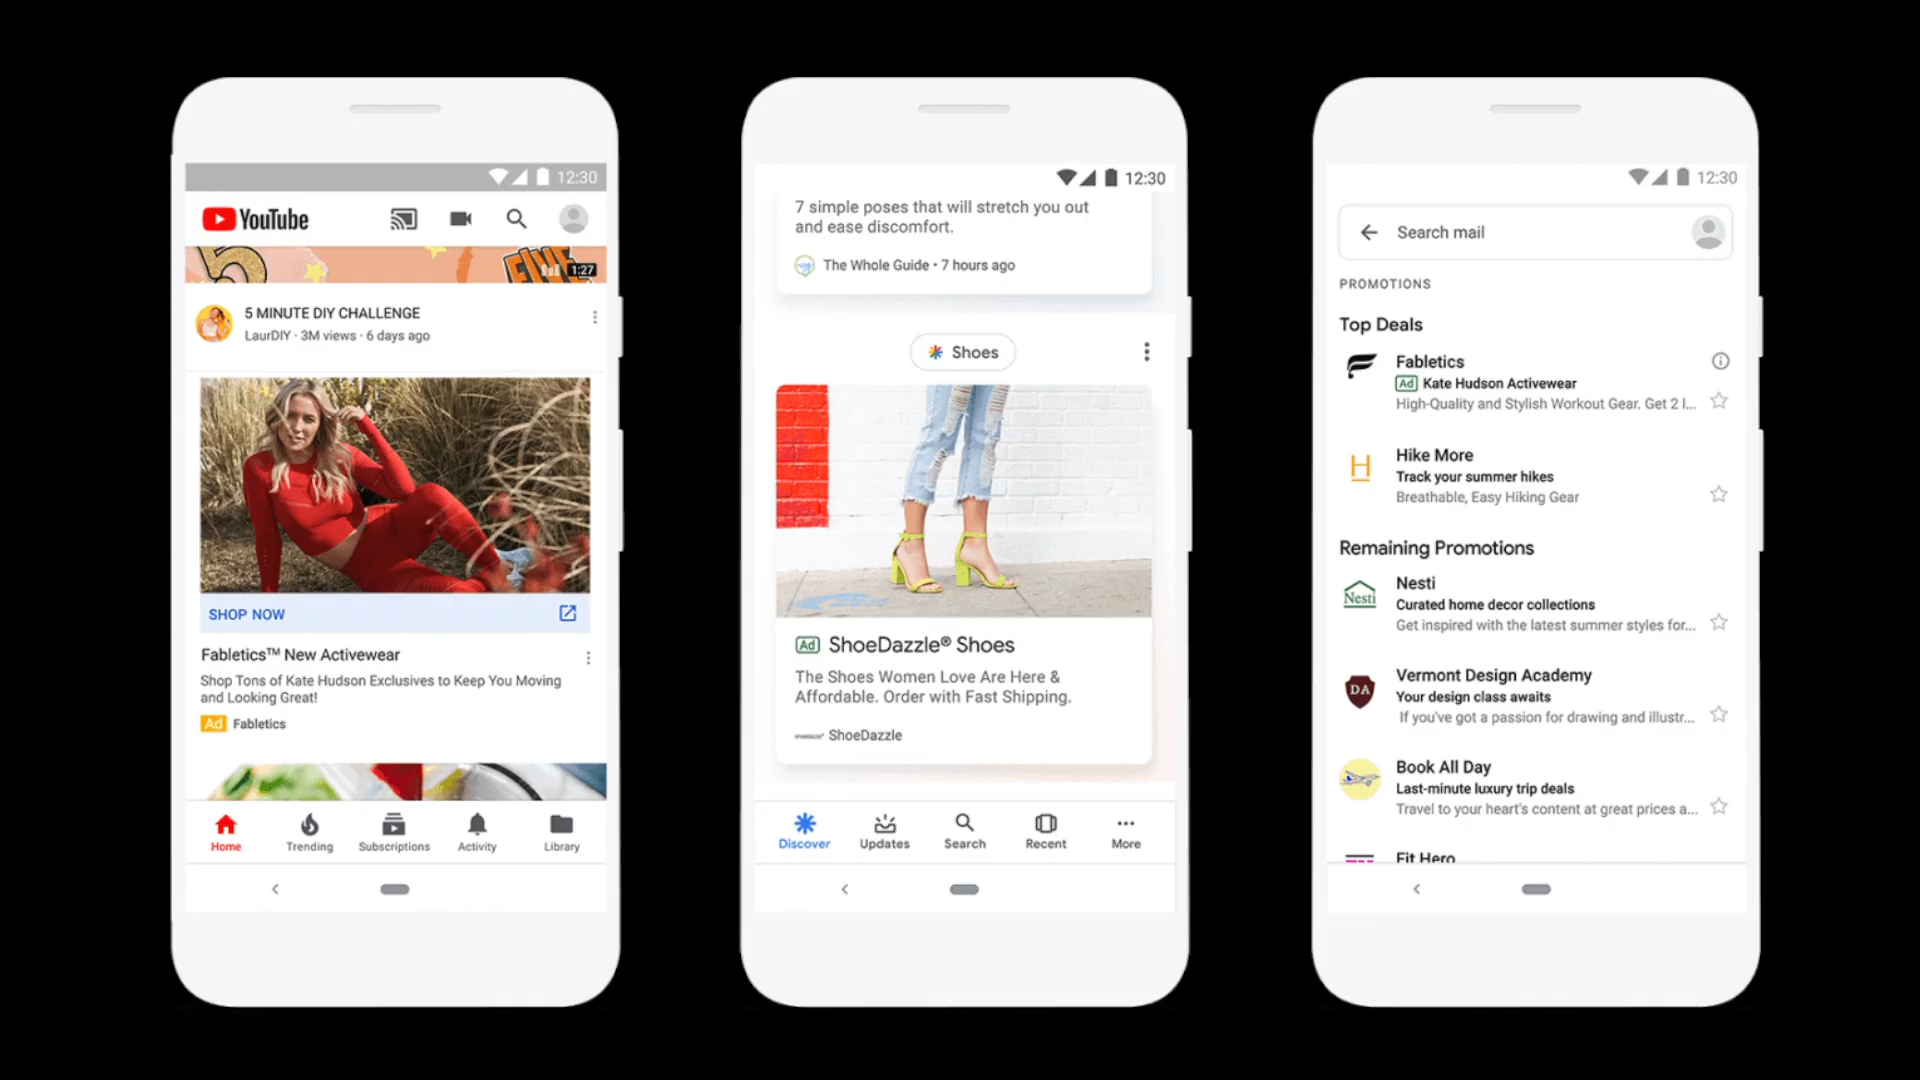 12:30
YouTube
5
FIVE
1:27
5 MINUTE DIY CHALLENGE
LaurDIY · 3M views · 6 days ago
SHOP NOW
Fabletics™ New Activewear
Shop Tons of Kate Hudson Exclusives to Keep You Moving
and Looking Great!
Ad Fabletics
Home Trending Subscriptions Activity Library
12:30
7 simple poses that will stretch you out
and ease discomfort.
The Whole Guide • 7 hours ago
Shoes
Ad ShoeDazzle® Shoes
The Shoes Women Love Are Here &
Affordable. Order with Fast Shipping.
ShoeDazzle
Discover Updates Search Recent More
12:30
Search mail
PROMOTIONS
Top Deals
Fabletics
Ad Kate Hudson Activewear
High-Quality and Stylish Workout Gear. Get 2 l...
H
Hike More
Track your summer hikes
Breathable, Easy Hiking Gear
Remaining Promotions
Nesti
Nesti
Curated home decor collections
Get inspired with the latest summer styles for...
DA
Vermont Design Academy
Your design class awaits
If you've got a passion for drawing and illustr...
Book All Day
Last-minute luxury trip deals
Travel to your heart's content at great prices a...
Fit Hero